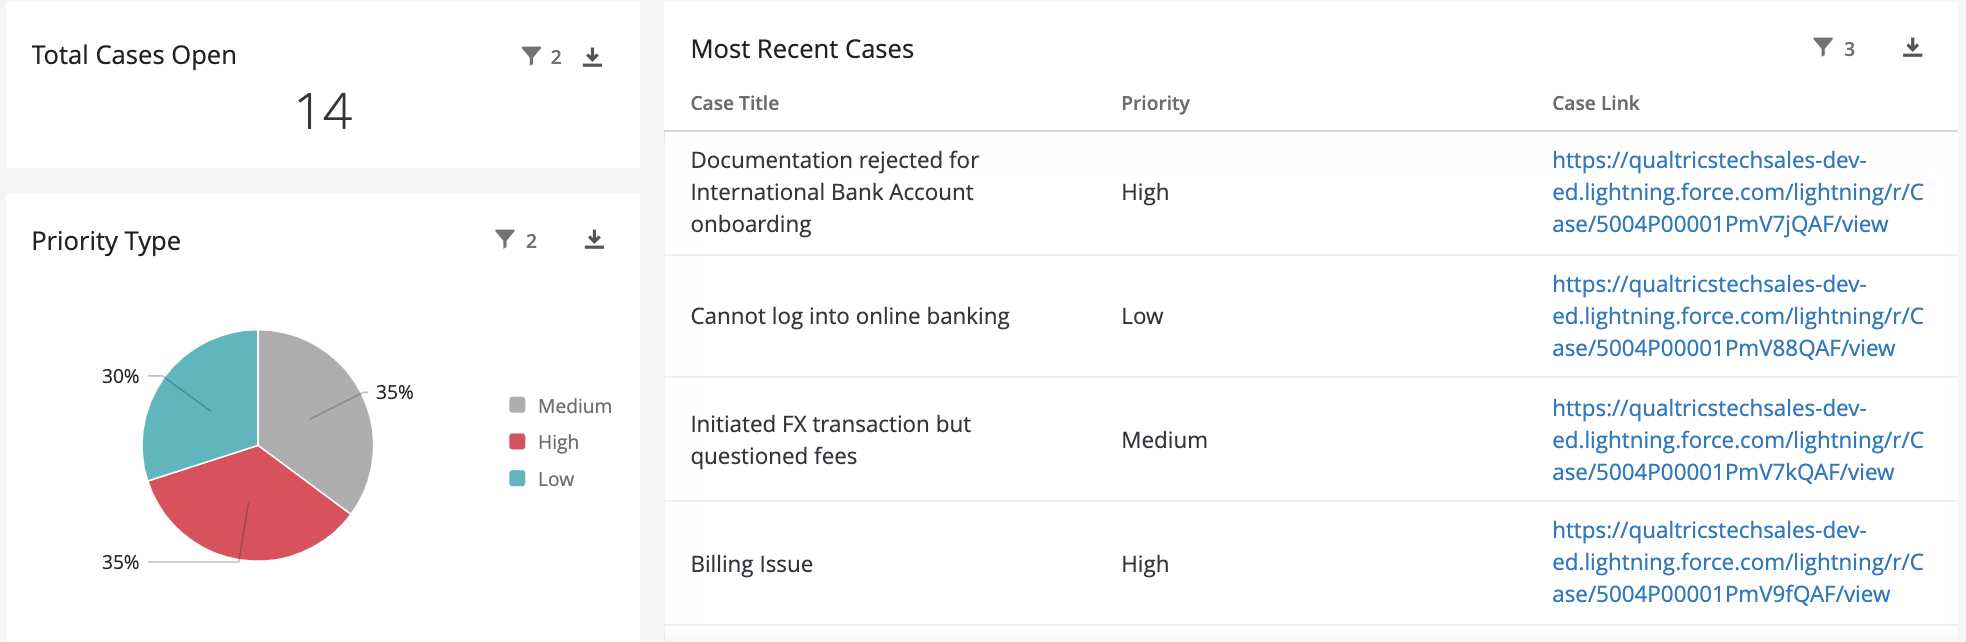 Total Cases Open
2
14
Priority Type
2
30%
35%
35%
Medium
High
Low
Most Recent Cases
3
Case Title
Priority
Case Link
Documentation rejected for
International Bank Account
onboarding
High
https://qualtricstechsales-dev-
ed.lightning.force.com/lightning/r/C
ase/5004P00001PmV7jQAF/view
Cannot log into online banking
Low
https://qualtricstechsales-dev-
ed.lightning.force.com/lightning/r/C
ase/5004P00001PmV88QAF/view
Initiated FX transaction but
questioned fees
Medium
https://qualtricstechsales-dev-
ed.lightning.force.com/lightning/r/C
ase/5004P00001PmV7kQAF/view
Billing Issue
High
https://qualtricstechsales-dev-
ed.lightning.force.com/lightning/r/C
ase/5004P00001PmV9fQAF/view